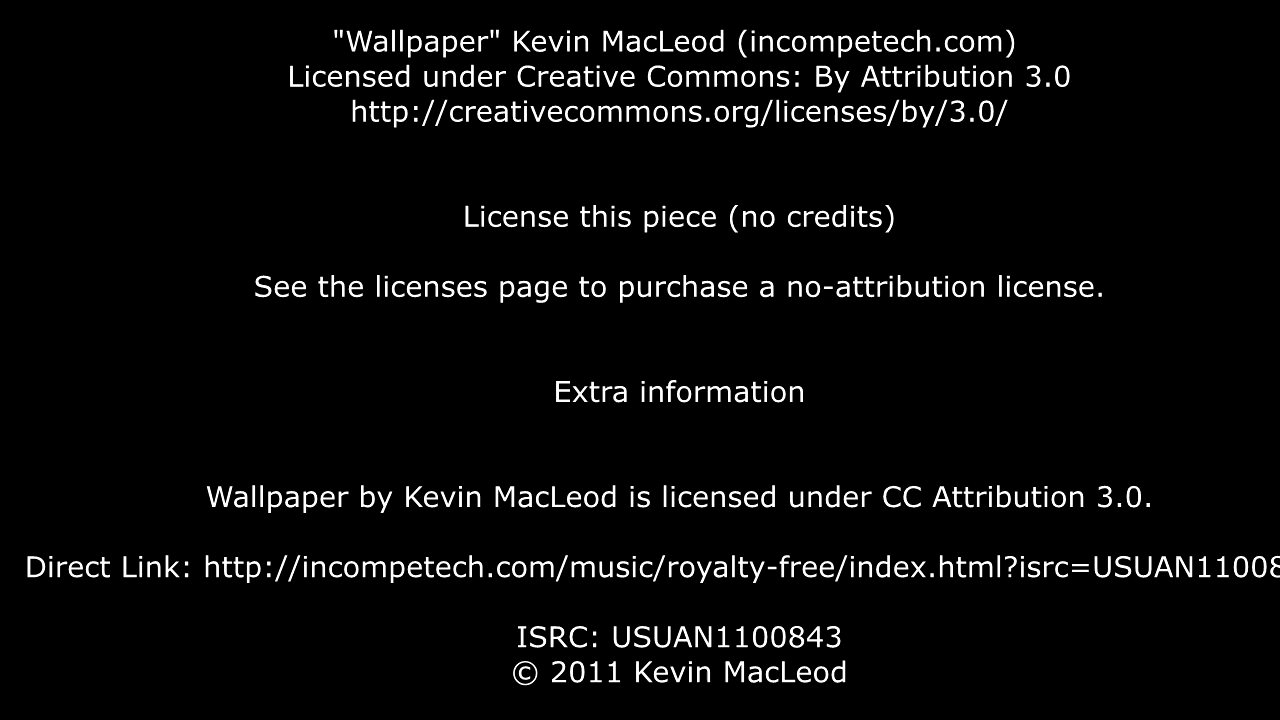 "Wallpaper" Kevin MacLeod (incompetech.com)
Licensed under Creative Commons: By Attribution 3.0
http://creativecommons.org/licenses/by/3.0/
License this piece (no credits)
See the licenses page to purchase a no-attribution license.
Extra information
Wallpaper by Kevin MacLeod is licensed under CC Attribution 3.0.
Direct Link: http://incompetech.com/music/royalty-free/index.html?isrc=USUAN11008
ISRC: USUAN1100843
© 2011 Kevin MacLeod